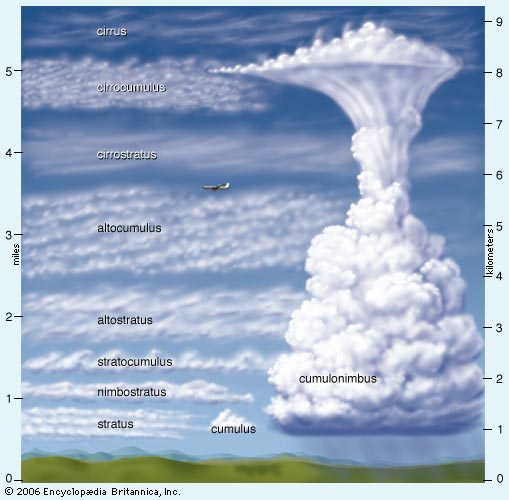 cirrus
cirrocumulus
cirrostratus
altocumulus
altostratus
stratocumulus
nimbostratus
stratus
cumulus
cumulonimbus
5
4
3
miles
2
1
0
9
8
7
6
5
kilometers
4
3
2
1
0
© 2006 Encyclopædia Britannica, Inc.